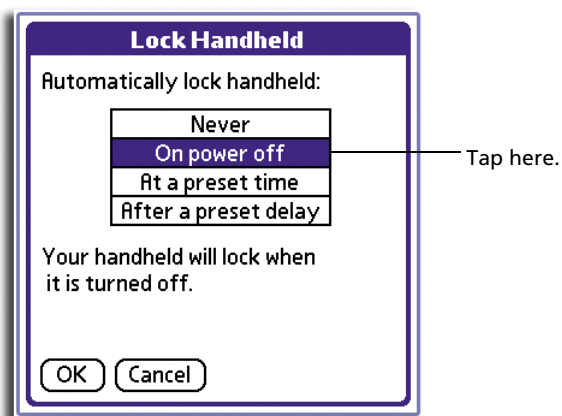 Lock Handheld
Automatically lock handheld:
Never
On power off
Tap here.
At a preset time
After a preset delay
Your handheld will lock when
it is turned off.
OK
Cancel